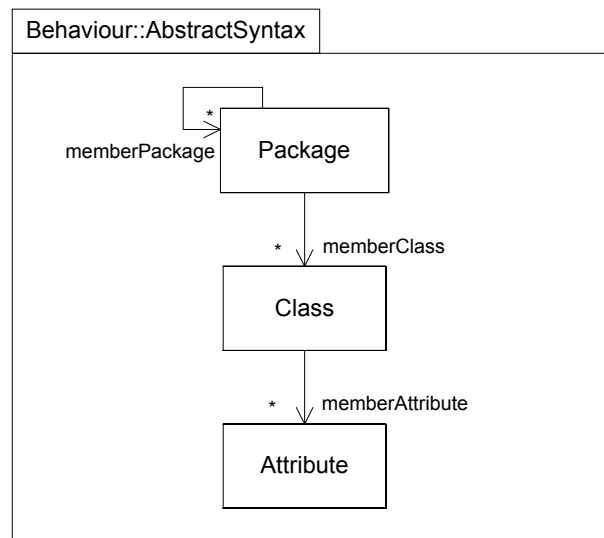 Behaviour::AbstractSyntax
*
memberPackage
Package
* memberClass
Class
* memberAttribute
Attribute